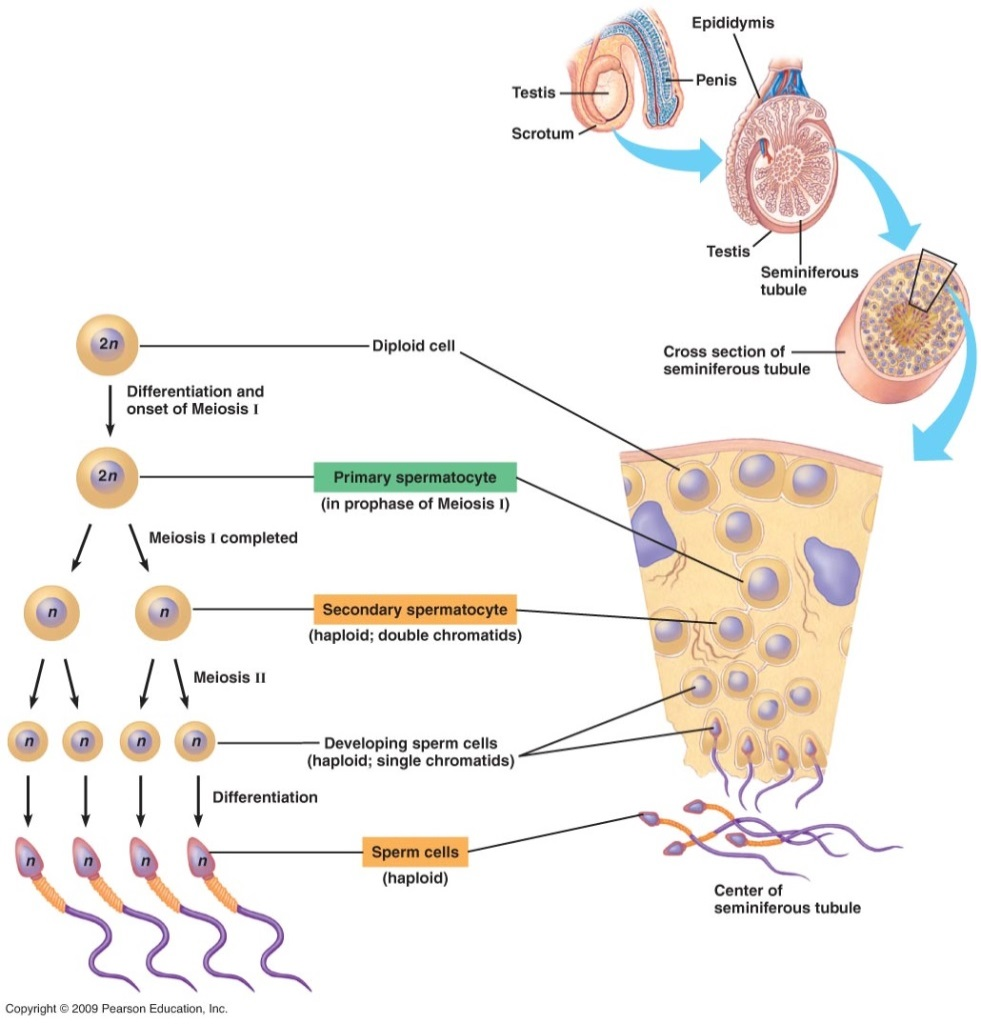 Epididymis
Penis
Testis
Scrotum
Testis
Seminiferous
tubule
Cross section of
seminiferous tubule
2n
Diploid cell
Differentiation and
onset of Meiosis I
2n
Primary spermatocyte
(in prophase of Meiosis I)
Meiosis I completed
n
n
Secondary spermatocyte
(haploid; double chromatids)
Meiosis II
n
n
n
n
Developing sperm cells
(haploid; single chromatids)
Differentiation
n
n
n
n
Sperm cells
(haploid)
Center of
seminiferous tubule
Copyright © 2009 Pearson Education, Inc.